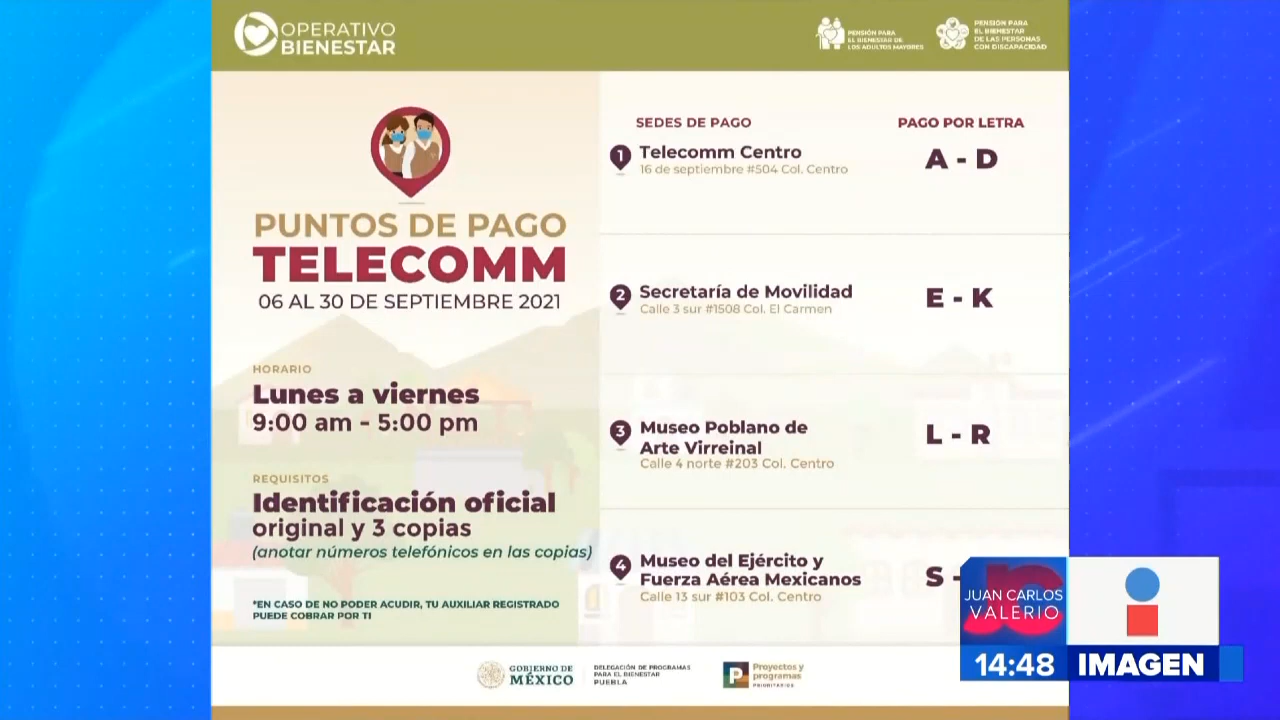 OPERATIVO
BIENESTAR
PENSIÓN PARA
EL BIENESTAR DE
LOS ADULTOS MAYORES
PENSIÓN PARA
EL BIENESTAR
DE LAS PERSONAS
CON DISCAPACIDAD
PUNTOS DE PAGO
TELECOMM
06 AL 30 DE SEPTIEMBRE 2021
HORARIO
Lunes a viernes
9:00 am - 5:00 pm
REQUISITOS
Identificación oficial
original y 3 copias
(anotar números telefónicos en las copias)
*EN CASO DE NO PODER ACUDIR, TU AUXILIAR REGISTRADO
PUEDE COBRAR POR TI
SEDES DE PAGO
PAGO POR LETRA
1 Telecomm Centro
16 de septiembre #504 Col. Centro
A - D
2 Secretaría de Movilidad
Calle 3 sur #1508 Col. El Carmen
E - K
3 Museo Poblano de
Arte Virreinal
Calle 4 norte #203 Col. Centro
L - R
4 Museo del Ejército y
Fuerza Aérea Mexicanos
Calle 13 sur #103 Col. Centro
S -
GOBIERNO DE
MÉXICO
DELEGACIÓN DE PROGRAMAS
PARA EL BIENESTAR
PUEBLA
P
Proyectos y
programas
PRIORITARIOS
JC
JUAN CARLOS
VALERIO
14:48 IMAGEN